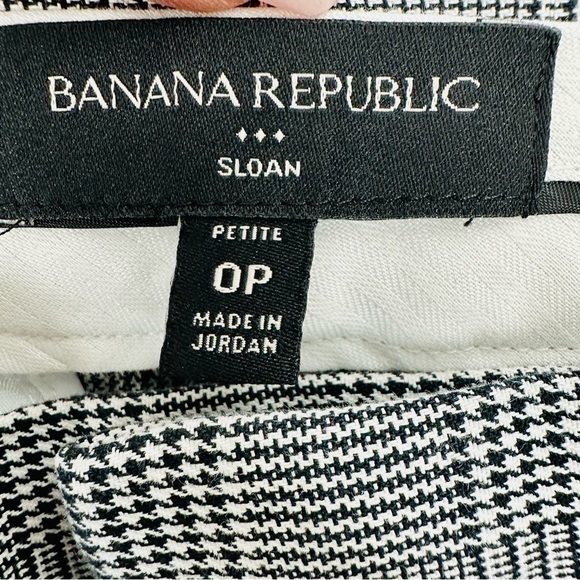 BANANA REPUBLIC
SLOAN
PETITE
0P
MADE IN
JORDAN